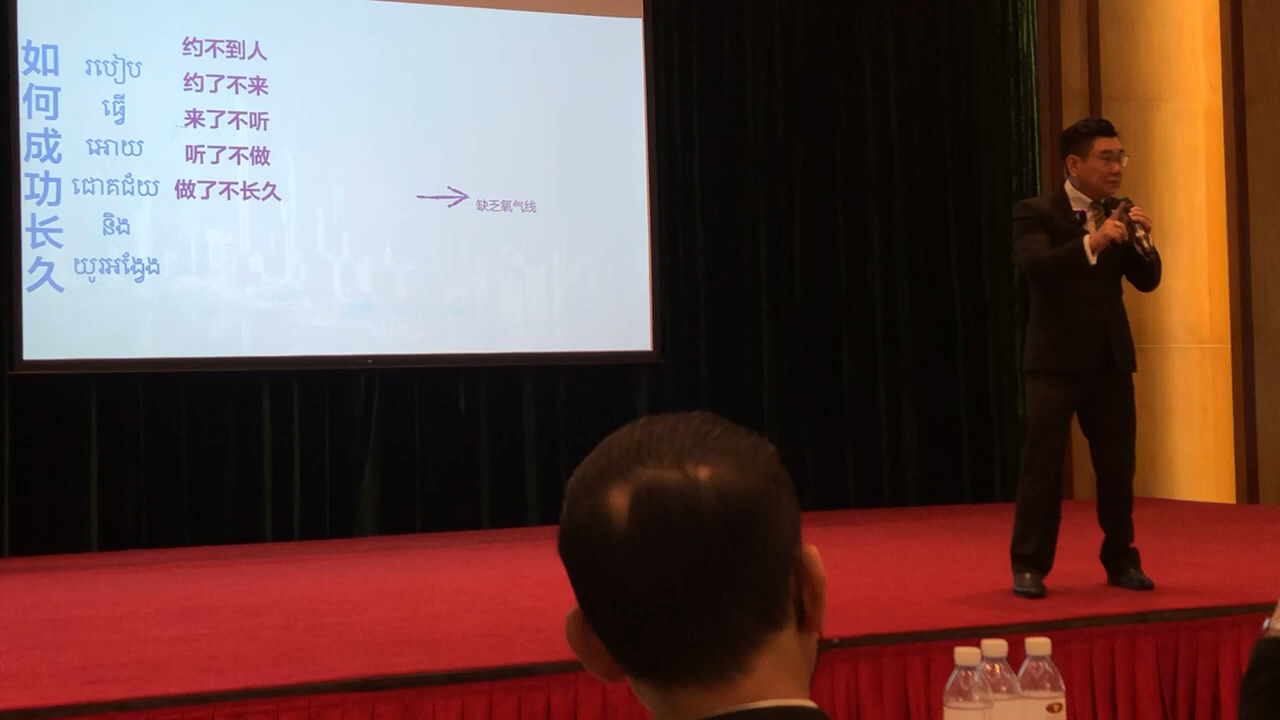 如何成功长久
របៀប
ធ្វើ
អោយ
ជោគជ័យ
និង
យូរអង្វែង
约不到人
约了不来
来了不听
听了不做
做了不长久
缺乏氧气线